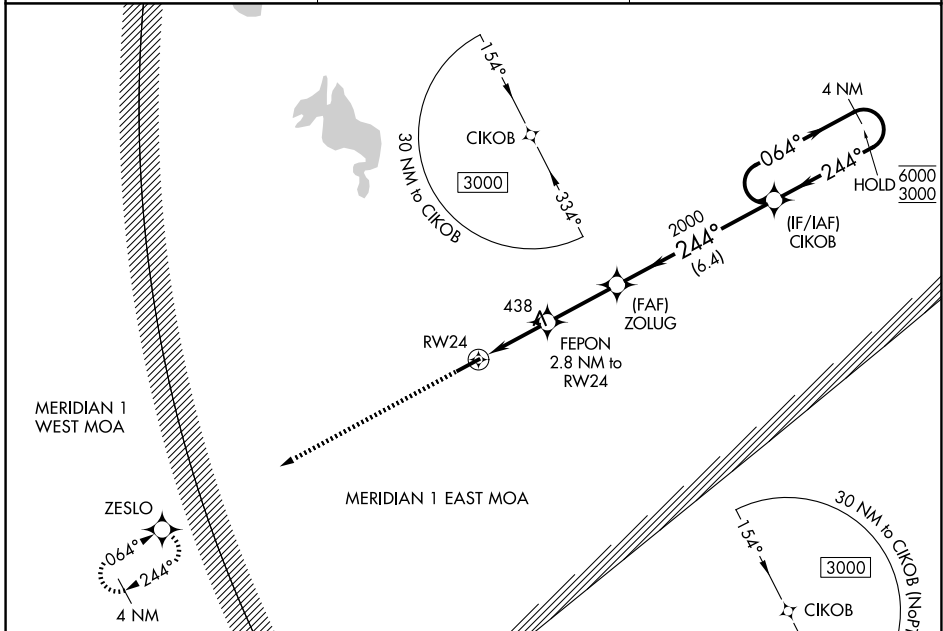 154°
CIKOB
30 NM to CIKOB
3000
334°
4 NM
064°
244°
HOLD
6000
3000
(IF/IAF)
CIKOB
2000
244°
(6.4)
(FAF)
ZOLUG
438
FEPON
2.8 NM to
RW24
RW24
MERIDIAN 1
WEST MOA
MERIDIAN 1 EAST MOA
ZESLO
064°
244°
4 NM
30 NM to CIKOB
154°
3000
CIKOB